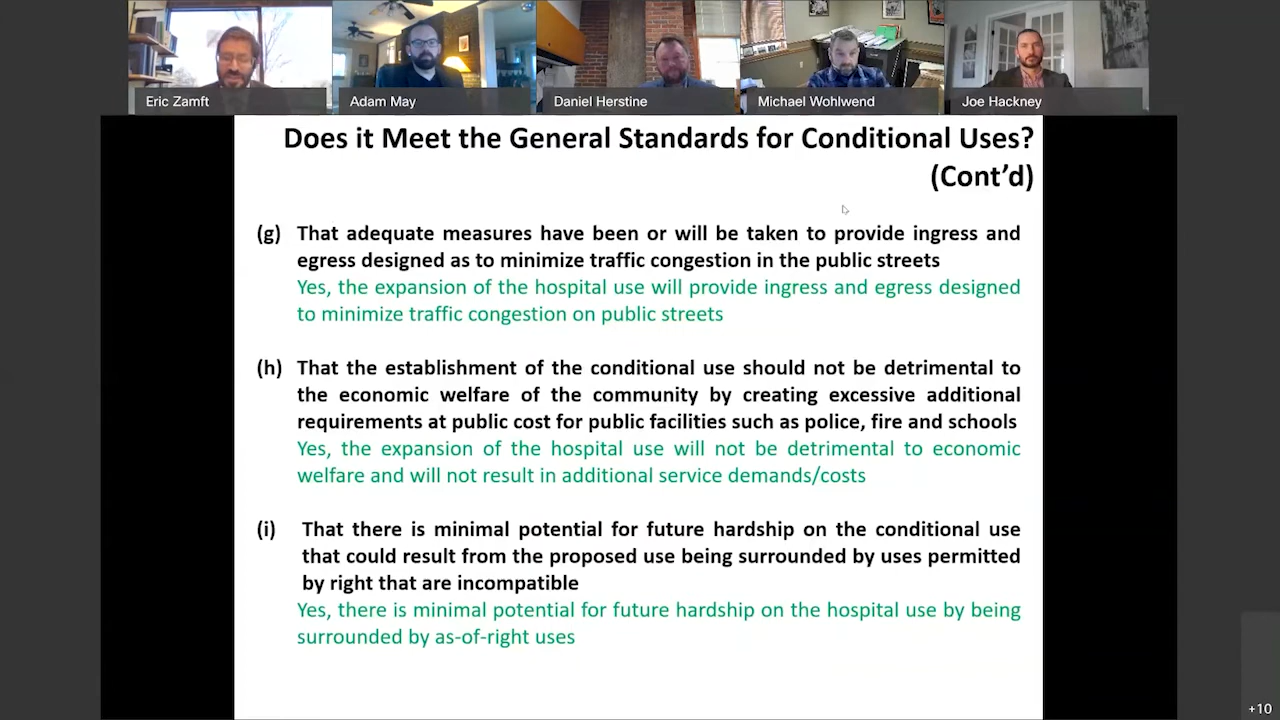 Eric Zamft
Adam May
Daniel Herstine
Michael Wohlwend
Joe Hackney
Does it Meet the General Standards for Conditional Uses?
(Cont’d)
(g) That adequate measures have been or will be taken to provide ingress and
egress designed as to minimize traffic congestion in the public streets
Yes, the expansion of the hospital use will provide ingress and egress designed
to minimize traffic congestion on public streets
(h) That the establishment of the conditional use should not be detrimental to
the economic welfare of the community by creating excessive additional
requirements at public cost for public facilities such as police, fire and schools
Yes, the expansion of the hospital use will not be detrimental to economic
welfare and will not result in additional service demands/costs
(i) That there is minimal potential for future hardship on the conditional use
that could result from the proposed use being surrounded by uses permitted
by right that are incompatible
Yes, there is minimal potential for future hardship on the hospital use by being
surrounded by as-of-right uses
+10